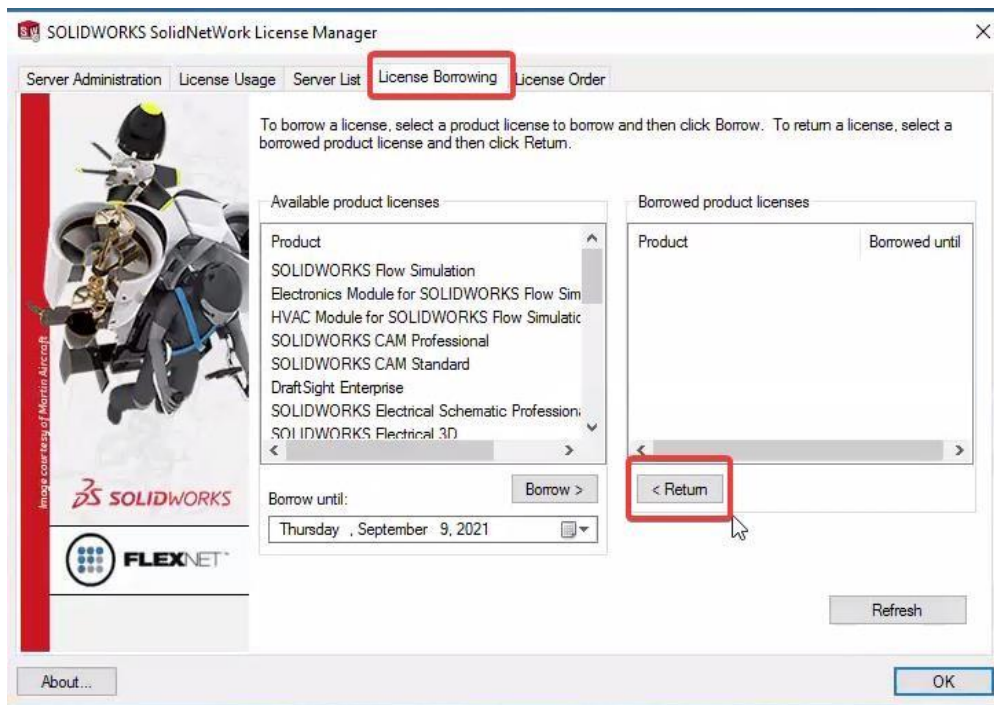 SOLIDWORKS SolidNetWork License Manager
Server Administration License Usage Server List License Borrowing License Order
To borrow a license, select a product license to borrow and then click Borrow. To return a license, select a
borrowed product license and then click Return.
Available product licenses
Product
SOLIDWORKS Flow Simulation
Electronics Module for SOLIDWORKS Flow Sim
HVAC Module for SOLIDWORKS Flow Simulatic
SOLIDWORKS CAM Professional
SOLIDWORKS CAM Standard
DraftSight Enterprise
SOLIDWORKS Electrical Schematic Profession
SOLIDWORKS Electrical 3D
Borrow until:
Borrow >
Thursday , September 9, 2021
Borrowed product licenses
Product Borrowed until
< Return
Refresh
Image courtesy of Martin Aircraft
SOLIDWORKS
FLEXNET
About...
OK